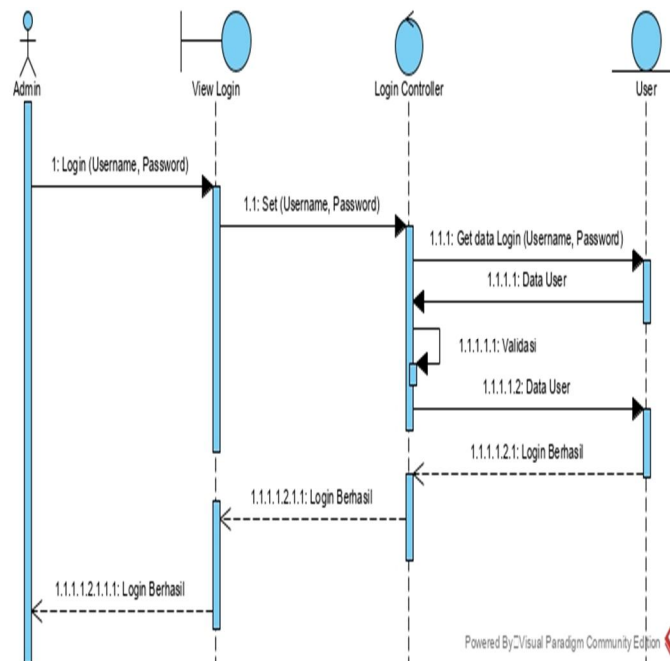 Admin
View Login
Login Controller
User
1: Login (Username, Password)
1.1: Set (Username, Password)
1.1.1: Get data Login (Username, Password)
1.1.1.1: Data User
1.1.1.1.1: Validasi
1.1.1.1.2: Data User
1.1.1.1.2.1: Login Berhasil
1.1.1.1.2.1.1: Login Berhasil
1.1.1.1.2.1.1.1: Login Berhasil
Powered By Visual Paradigm Community Edition